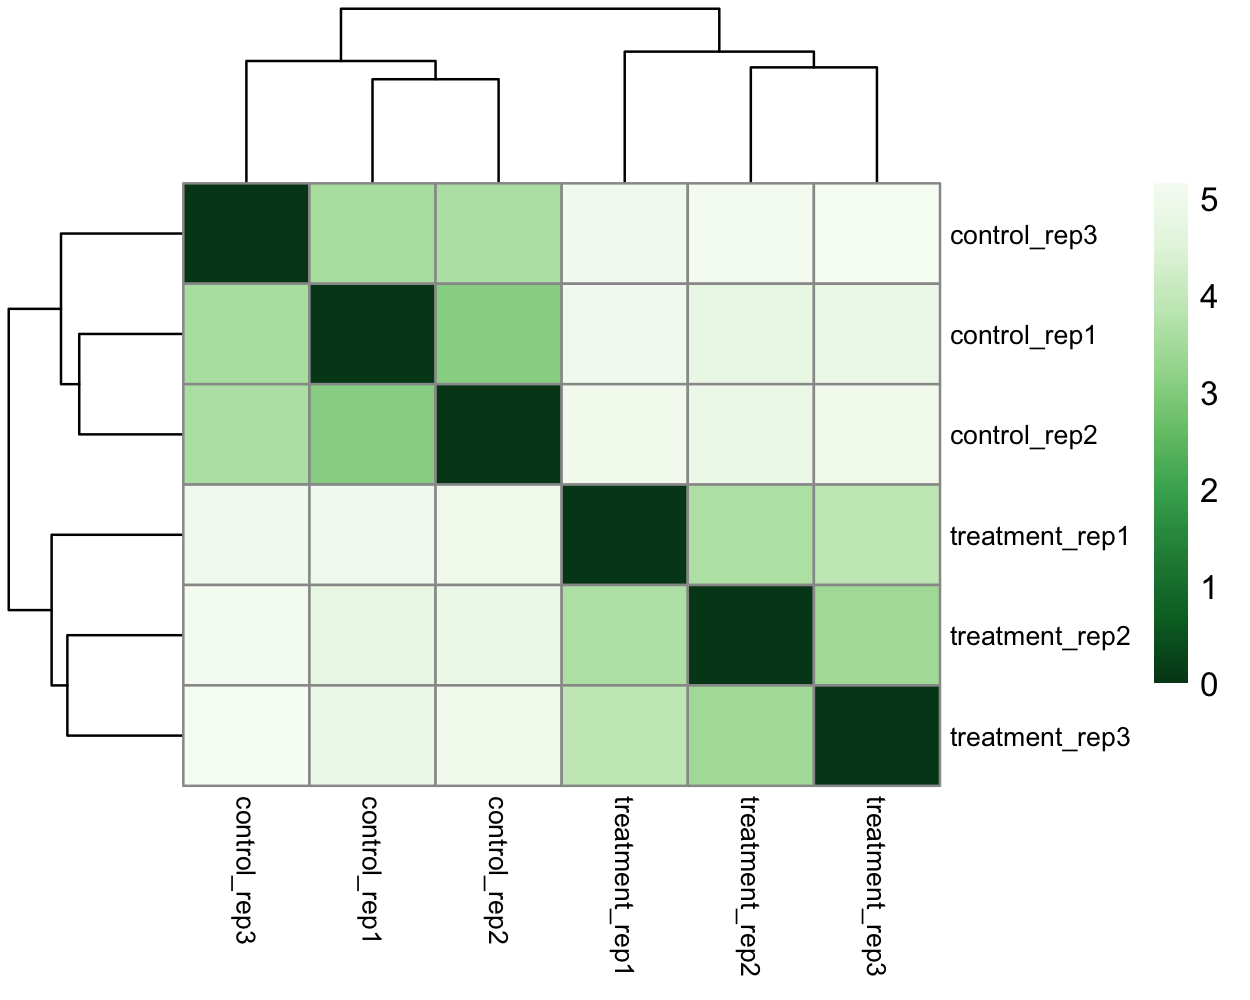 control_rep3
control_rep1
control_rep2
treatment_rep1
treatment_rep2
treatment_rep3
5
4
3
2
1
0
control_rep3
control_rep1
control_rep2
treatment_rep1
treatment_rep2
treatment_rep3